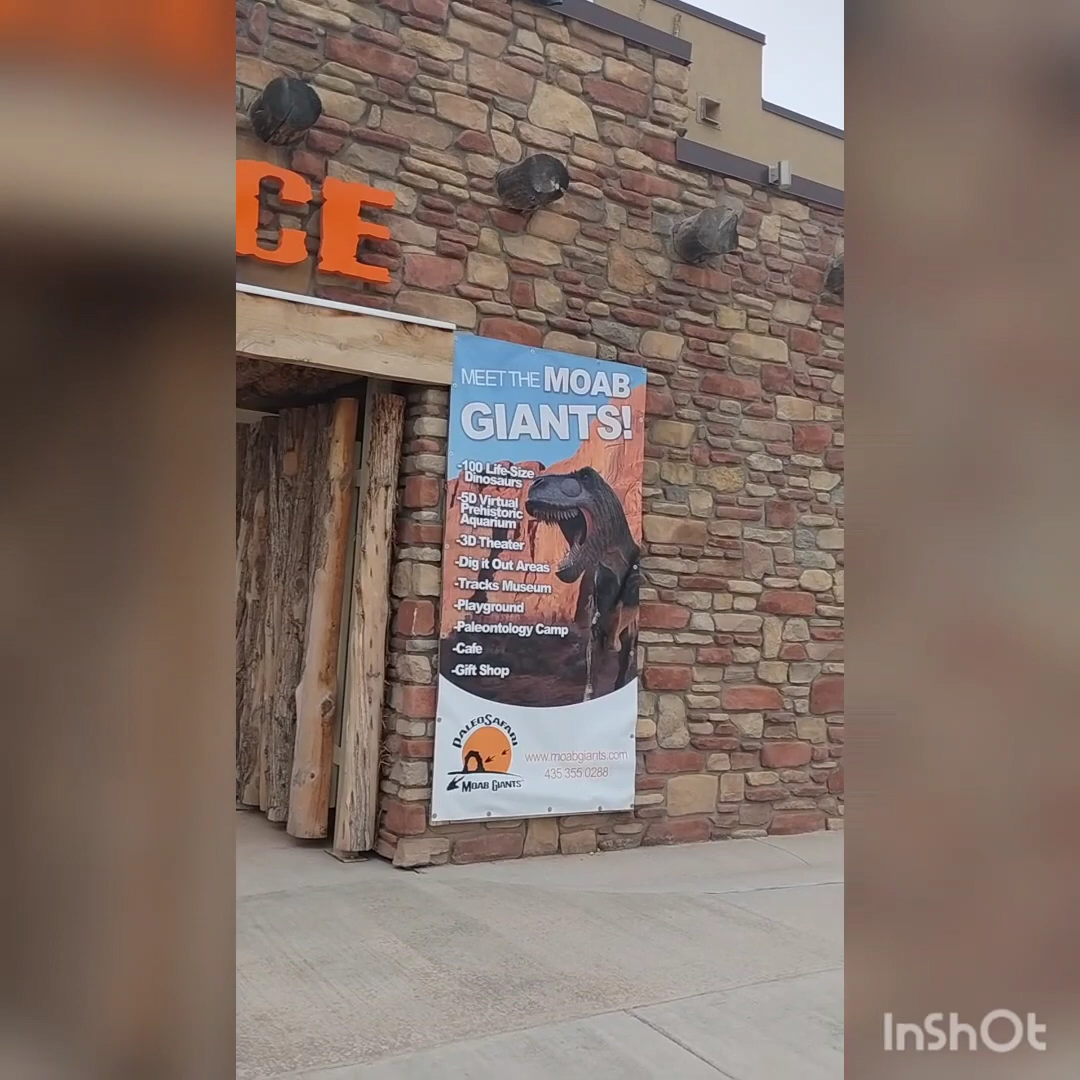 CE
MEET THE MOAB
GIANTS!
-100 Life-Size
Dinosaurs
-5D Virtual
Prehistoric
Aquarium
-3D Theater
-Dig it Out Areas
-Tracks Museum
-Playground
-Paleontology Camp
-Cafe
-Gift Shop
PALEOSAFARI
MOAB GIANTS
www.moabgiants.com
435 355 0288
InShOt